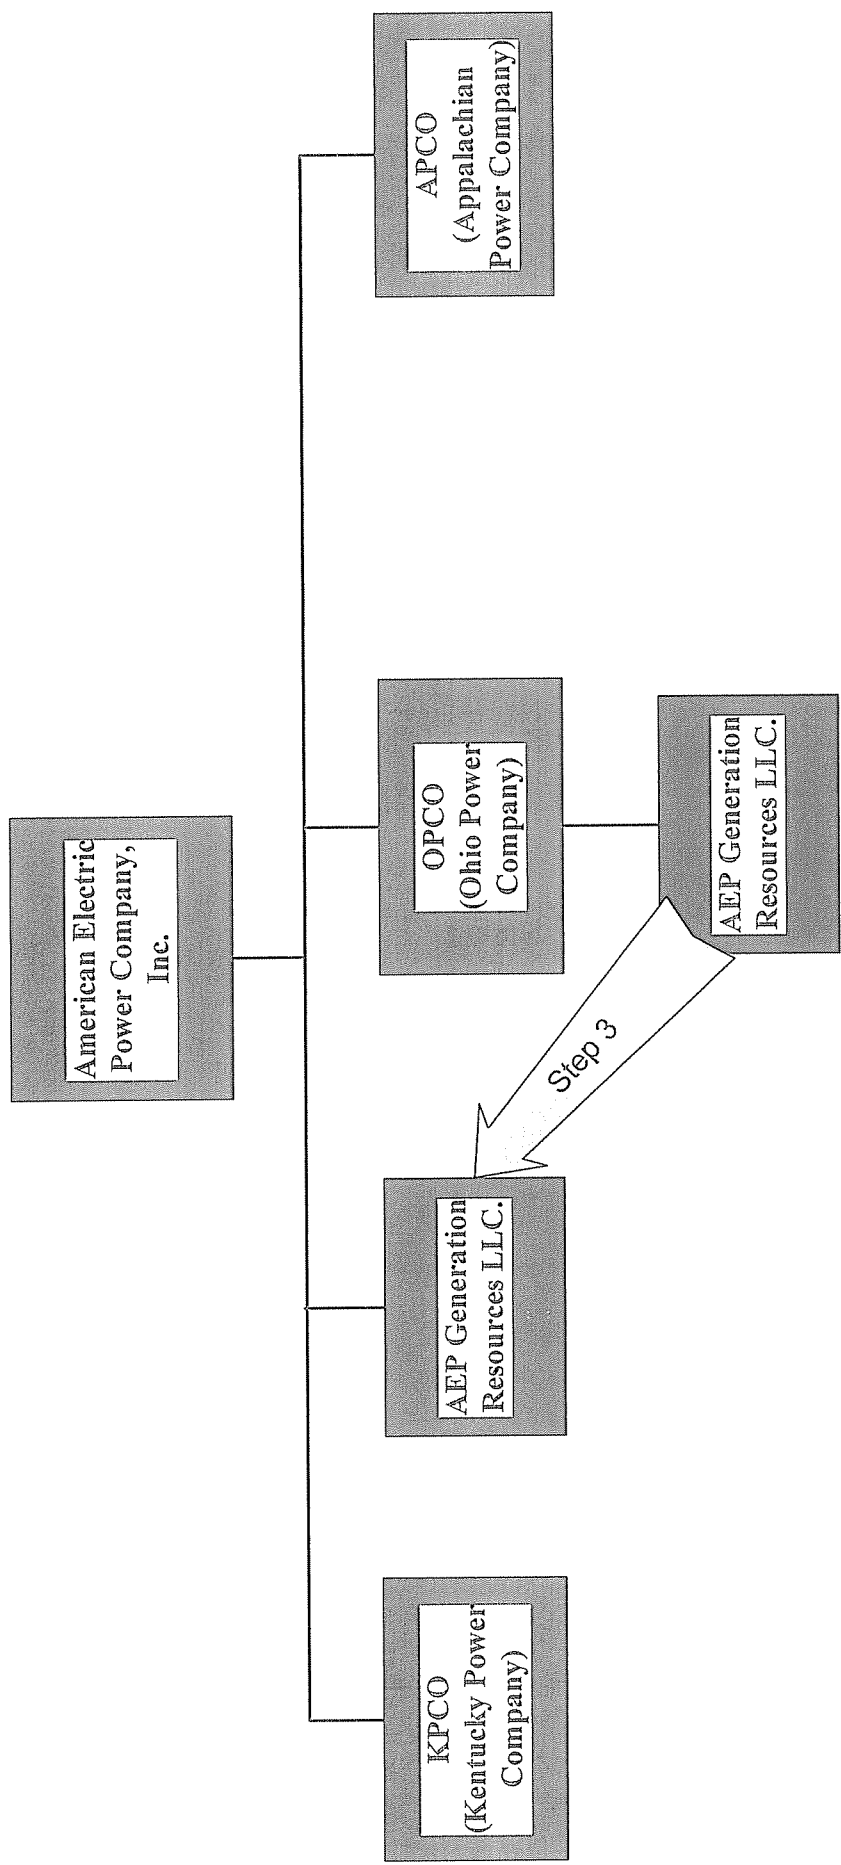 American Electric
Power Company,
Inc.
KPCO
(Kentucky Power
Company)
AEP Generation
Resources LLC.
OPCO
(Ohio Power
Company)
APCO
(Appalachian
Power Company)
Step 3
AEP Generation
Resources LLC.